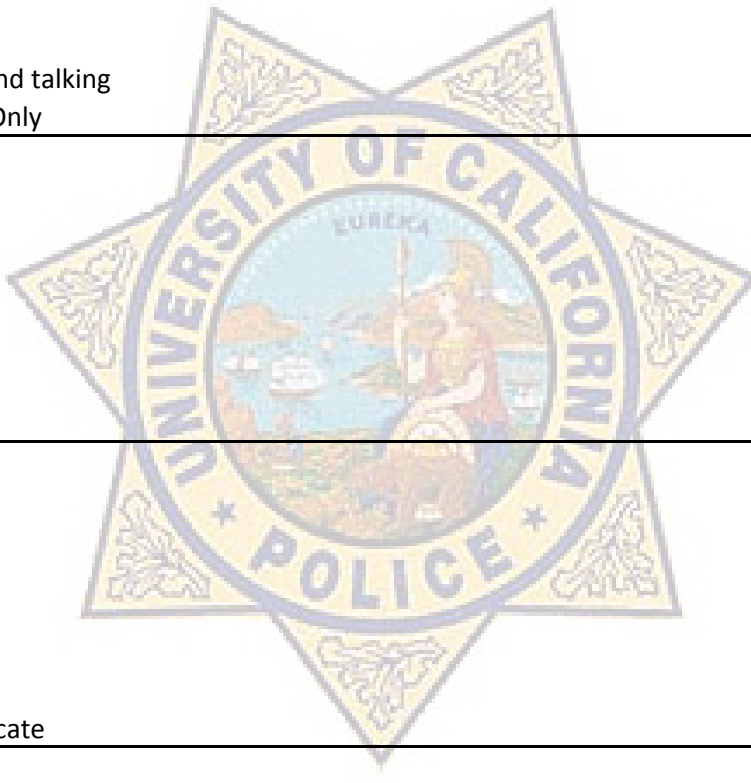 nd talking
Only
UNIVERSITY OF CALIFORNIA
EUREKA
POLICE
cate